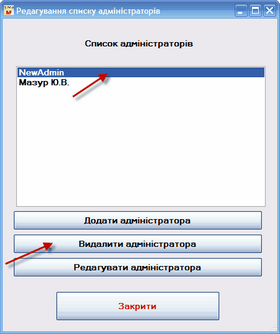 Редагування списку адміністраторів
Список адміністраторів
NewAdmin
Мазур Ю.В.
Додати адміністратора
Видалити адміністратора
Редагувати адміністратора
Закрити